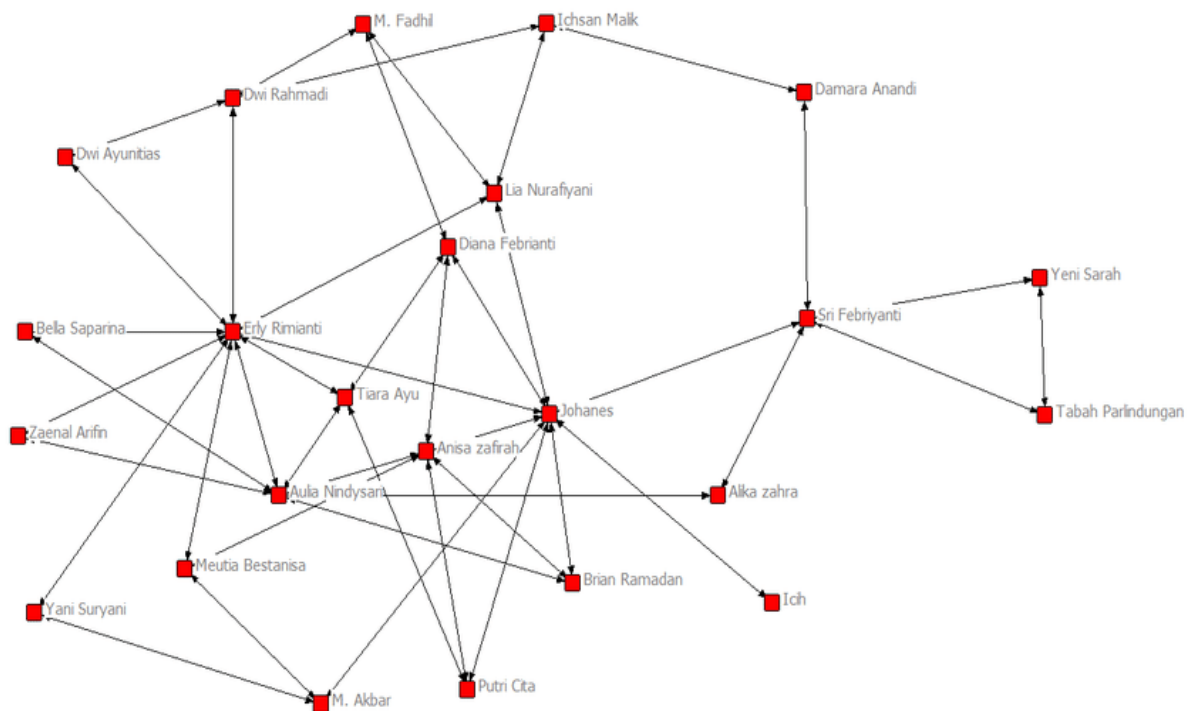 M. Fadhil
Ichsan Malik
Dwi Rahmadi
Damara Anandi
Dwi Ayunitias
Lia Nurafiyani
Diana Febrianti
Yeni Sarah
Bella Saparina
Erly Rimianti
Sri Febriyanti
Tiara Ayu
Johanes
Tabah Parlindungan
Zaenal Arifin
Anisa zafirah
Aulia Nindysari
Alika zahra
Meutia Bestanisa
Brian Ramadan
Icih
Yani Suryani
Putri Cita
M. Akbar